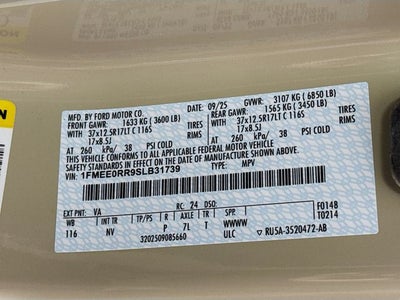 MFD. BY FORD MOTOR CO. DATE: 09/25 GVWR: 3107 KG ( 6850 LB)
FRONT GAWR: 1633 KG ( 3600 LB) REAR GAWR: 1565 KG ( 3450 LB)
WITH TIRES WITH TIRES
37x12.5R17LT C 116S RIMS 37x12.5R17LT C 116S RIMS
17x8.5J 17x8.5J
AT 260 kPa/ 38 PSI COLD AT 260 kPa/ 38 PSI COLD
THIS VEHICLE CONFORMS TO ALL APPLICABLE FEDERAL MOTOR VEHICLE
SAFETY STANDARDS IN EFFECT ON THE DATE OF MANUFACTURE SHOWN ABOVE.
VIN: 1FMEE0RR9SLB31739 TYPE: MPV
EXT PNT: VA RC: 24 DSO: F0148
WB INT TR R AXLE TR ULC T0214
116 NV P 7L T WWWW
3202509085660 RU5A-3520472-AB